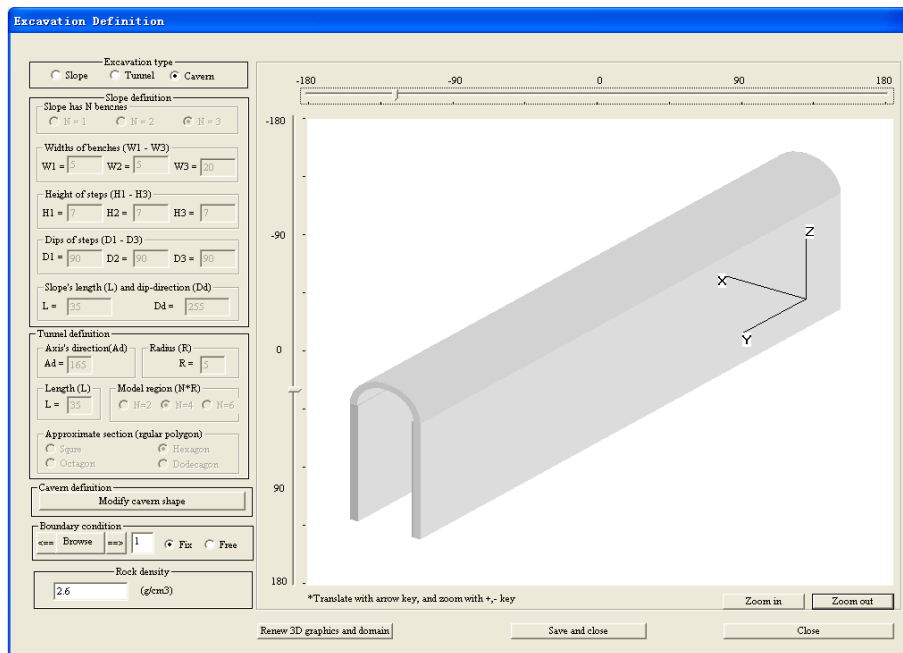 Excavation Definition
Excavation type
Slope Tunnel Cavern
Slope definition
Slope has N benches
N = 1 N = 2 N = 3
Widths of benches (W1 - W3)
W1 = 5 W2 = 5 W3 = 20
Height of steps (H1 - H3)
H1 = 7 H2 = 7 H3 = 7
Dips of steps (D1 - D3)
D1 = 90 D2 = 90 D3 = 90
Slope's length (L) and dip-direction (Dd)
L = 35 Dd = 255
Tunnel definition
Axis's direction(Ad) Radius (R)
Ad = 165 R = 5
Length (L) Model region (N*R)
L = 35 N=2 N=4 N=6
Approximate section (rgular polygon)
Squre Hexagon
Octagon Dodecagon
Cavern definition
Modify cavern shape
Boundary condition
<== Browse ==> 1 Fix Free
Rock density
2.6 (g/cm3)
-180 -90 0 90 180
-180
-90
0
90
180
Z
X
Y
*Translate with arrow key, and zoom with +,- key
Zoom in Zoom out
Renew 3D graphics and domain Save and close Close